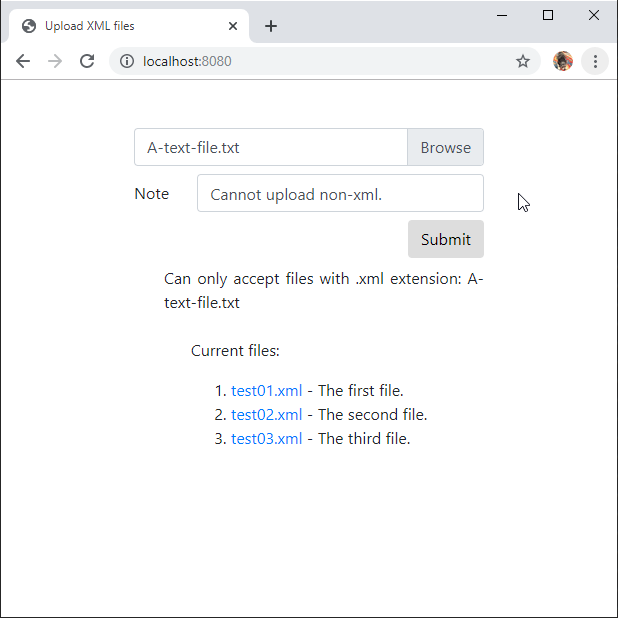 Upload XML files
localhost:8080
A-text-file.txt Browse
Note Cannot upload non-xml.
Submit
Can only accept files with .xml extension: A-
text-file.txt
Current files:
1. test01.xml - The first file.
2. test02.xml - The second file.
3. test03.xml - The third file.